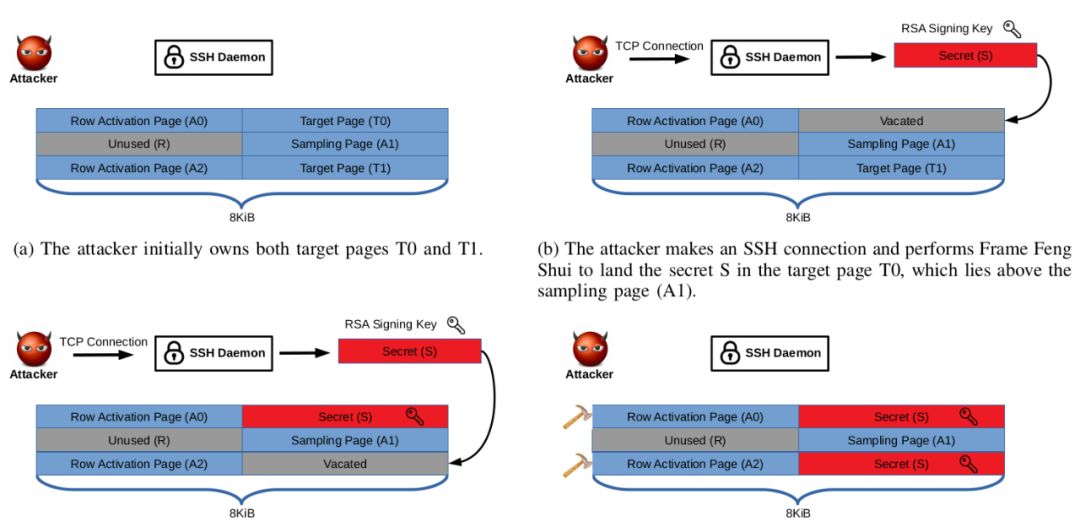 Attacker
SSH Daemon
Row Activation Page (A0)
Target Page (T0)
Unused (R)
Sampling Page (A1)
Row Activation Page (A2)
Target Page (T1)
8KiB
(a) The attacker initially owns both target pages T0 and T1.
RSA Signing Key
Attacker
TCP Connection
SSH Daemon
Secret (S)
Row Activation Page (A0)
Vacated
Unused (R)
Sampling Page (A1)
Row Activation Page (A2)
Target Page (T1)
8KiB
(b) The attacker makes an SSH connection and performs Frame Feng
Shui to land the secret S in the target page T0, which lies above the
sampling page (A1).
RSA Signing Key
Attacker
TCP Connection
SSH Daemon
Secret (S)
Row Activation Page (A0)
Secret (S)
Unused (R)
Sampling Page (A1)
Row Activation Page (A2)
Vacated
8KiB
Attacker
SSH Daemon
Row Activation Page (A0)
Secret (S)
Unused (R)
Sampling Page (A1)
Row Activation Page (A2)
Secret (S)
8KiB